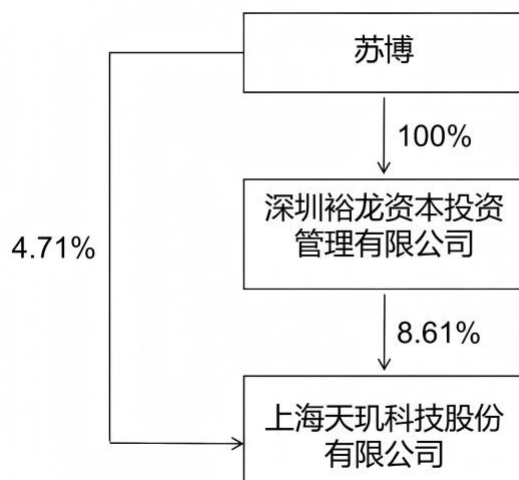 苏博
100%
深圳裕龙资本投资
管理有限公司
4.71%
8.61%
上海天玑科技股份
有限公司